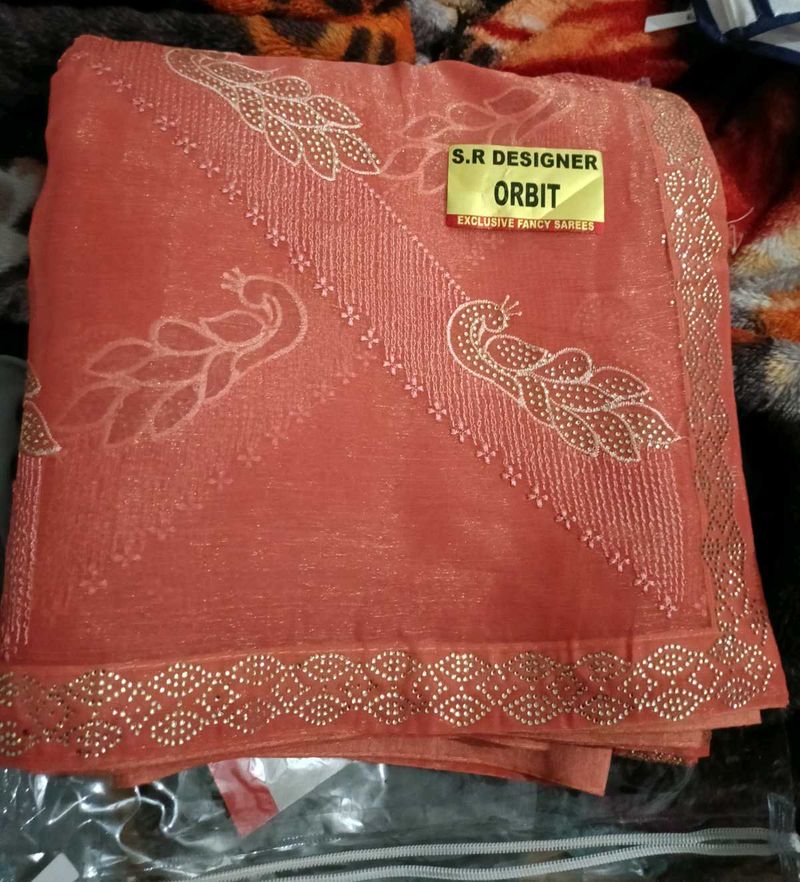 S.R DESIGNER
ORBIT
EXCLUSIVE FANCY SAREES